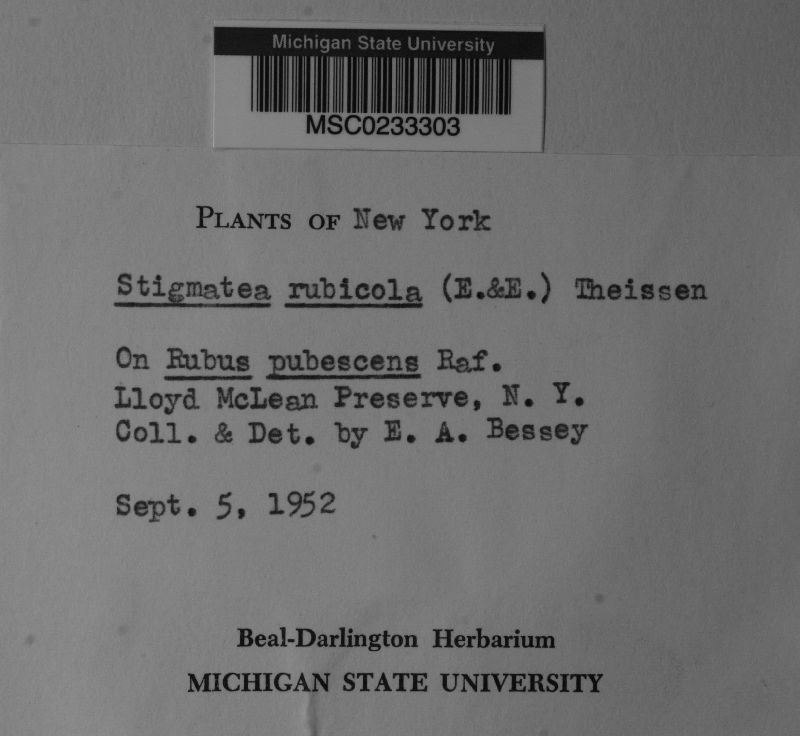 Michigan State University
MSC0233303
PLANTS OF New York
Stigmatea rubicola (E.&E.) Theissen
On Rubus pubescens Raf.
Lloyd McLean Preserve, N. Y.
Coll. & Det. by E. A. Bessey
Sept. 5, 1952
Beal-Darlington Herbarium
MICHIGAN STATE UNIVERSITY